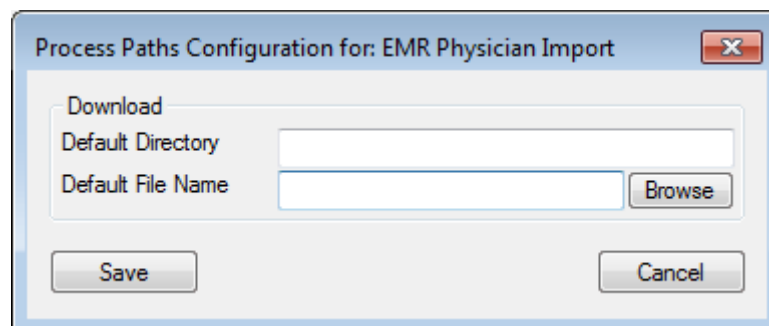 Process Paths Configuration for: EMR Physician Import
Download
Default Directory
Default File Name
Browse
Save
Cancel